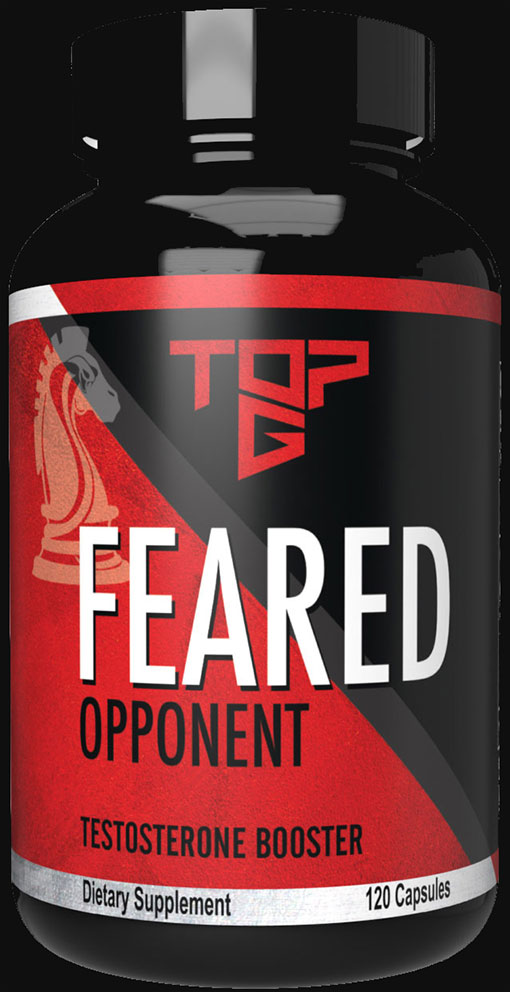 TOP
G
FEARED
OPPONENT
TESTOSTERONE BOOSTER
Dietary Supplement 120 Capsules